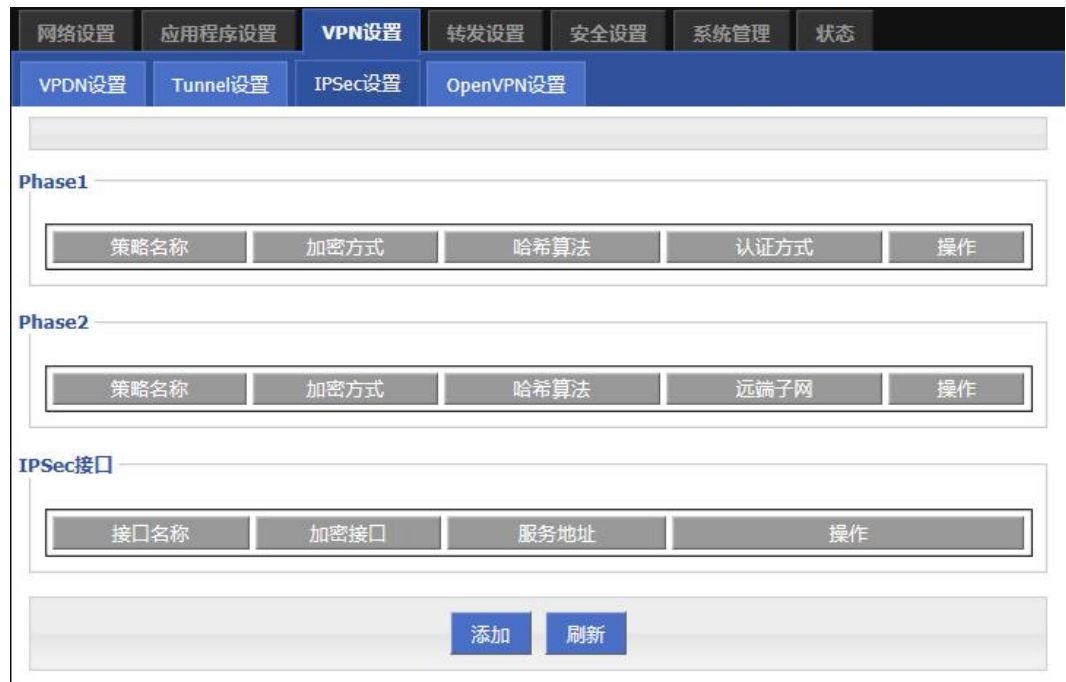 网络设置 应用程序设置 VPN设置 转发设置 安全设置 系统管理 状态
VPDN设置 Tunnel设置 IPSec设置 OpenVPN设置
Phase1
策略名称 加密方式 哈希算法 认证方式 操作
Phase2
策略名称 加密方式 哈希算法 远端子网 操作
IPSec接口
接口名称 加密接口 服务地址 操作
添加 刷新